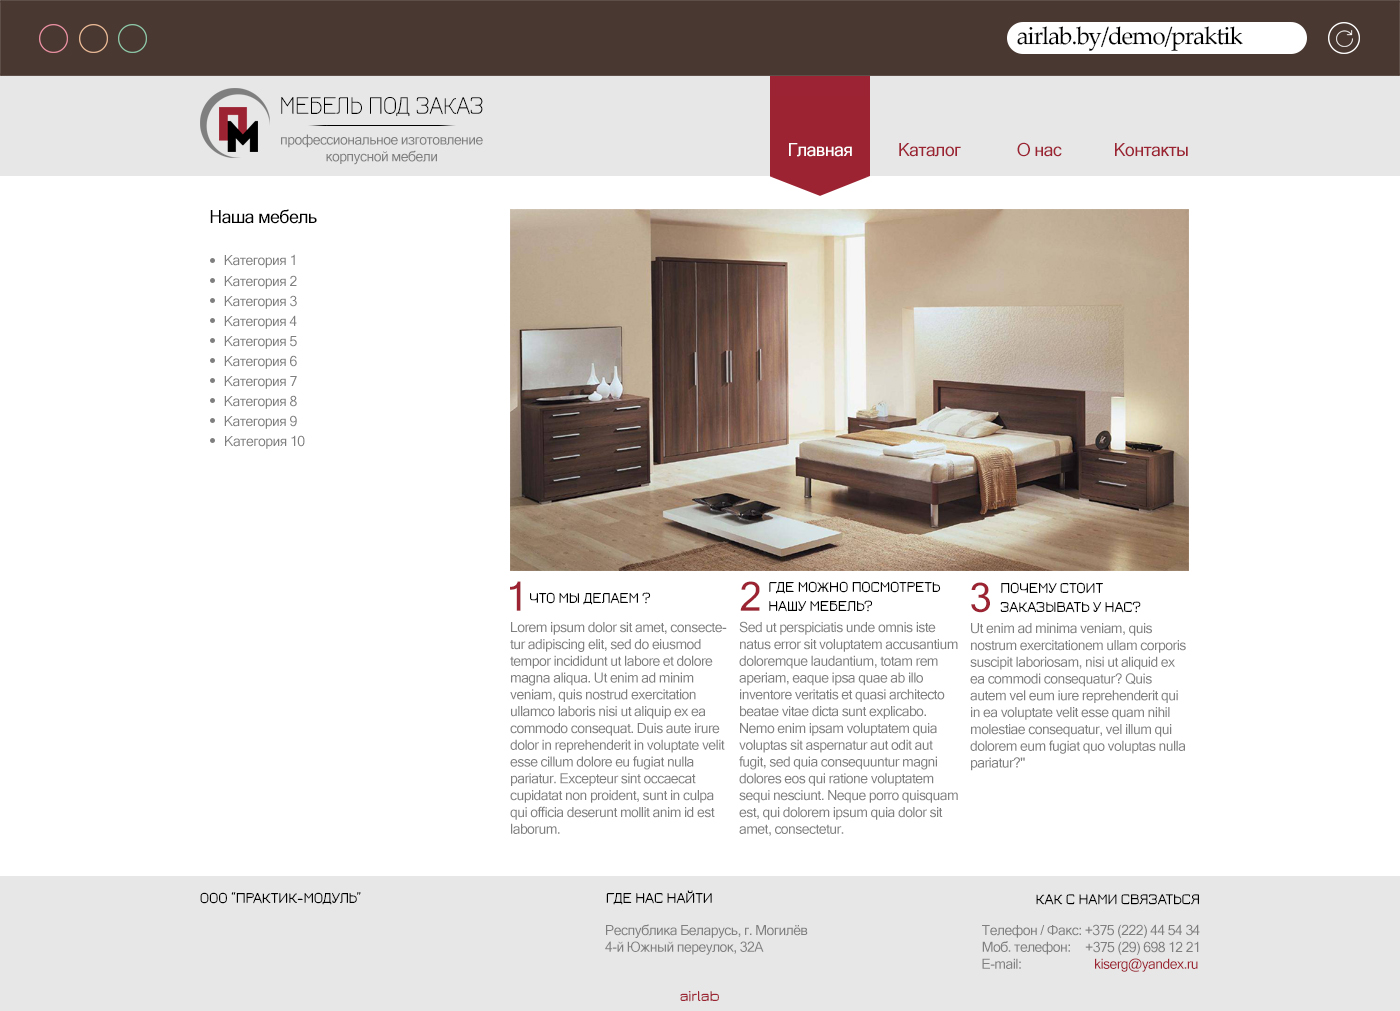 airlab.by/demo/praktik
ПМ
МЕБЕЛЬ ПОД ЗАКАЗ
профессиональное изготовление
корпусной мебели
Главная
Каталог
О нас
Контакты
Наша мебель
Категория 1
Категория 2
Категория 3
Категория 4
Категория 5
Категория 6
Категория 7
Категория 8
Категория 9
Категория 10
1 ЧТО МЫ ДЕЛАЕМ ?
Lorem ipsum dolor sit amet, consecte-
tur adipiscing elit, sed do eiusmod
tempor incididunt ut labore et dolore
magna aliqua. Ut enim ad minim
veniam, quis nostrud exercitation
ullamco laboris nisi ut aliquip ex ea
commodo consequat. Duis aute irure
dolor in reprehenderit in voluptate velit
esse cillum dolore eu fugiat nulla
pariatur. Excepteur sint occaecat
cupidatat non proident, sunt in culpa
qui officia deserunt mollit anim id est
laborum.
2 ГДЕ МОЖНО ПОСМОТРЕТЬ
НАШУ МЕБЕЛЬ?
Sed ut perspiciatis unde omnis iste
natus error sit voluptatem accusantium
doloremque laudantium, totam rem
aperiam, eaque ipsa quae ab illo
inventore veritatis et quasi architecto
beatae vitae dicta sunt explicabo.
Nemo enim ipsam voluptatem quia
voluptas sit aspernatur aut odit aut
fugit, sed quia consequuntur magni
dolores eos qui ratione voluptatem
sequi nesciunt. Neque porro quisquam
est, qui dolorem ipsum quia dolor sit
amet, consectetur.
3 ПОЧЕМУ СТОИТ
ЗАКАЗЫВАТЬ У НАС?
Ut enim ad minima veniam, quis
nostrum exercitationem ullam corporis
suscipit laboriosam, nisi ut aliquid ex
ea commodi consequatur? Quis
autem vel eum iure reprehenderit qui
in ea voluptate velit esse quam nihil
molestiae consequatur, vel illum qui
dolorem eum fugiat quo voluptas nulla
pariatur?"
ООО "ПРАКТИК-МОДУЛЬ"
ГДЕ НАС НАЙТИ
Республика Беларусь, г. Могилёв
4-й Южный переулок, 32А
КАК С НАМИ СВЯЗАТЬСЯ
Телефон / Факс: +375 (222) 44 54 34
Моб. телефон: +375 (29) 698 12 21
E-mail: kiserg@yandex.ru
airlab